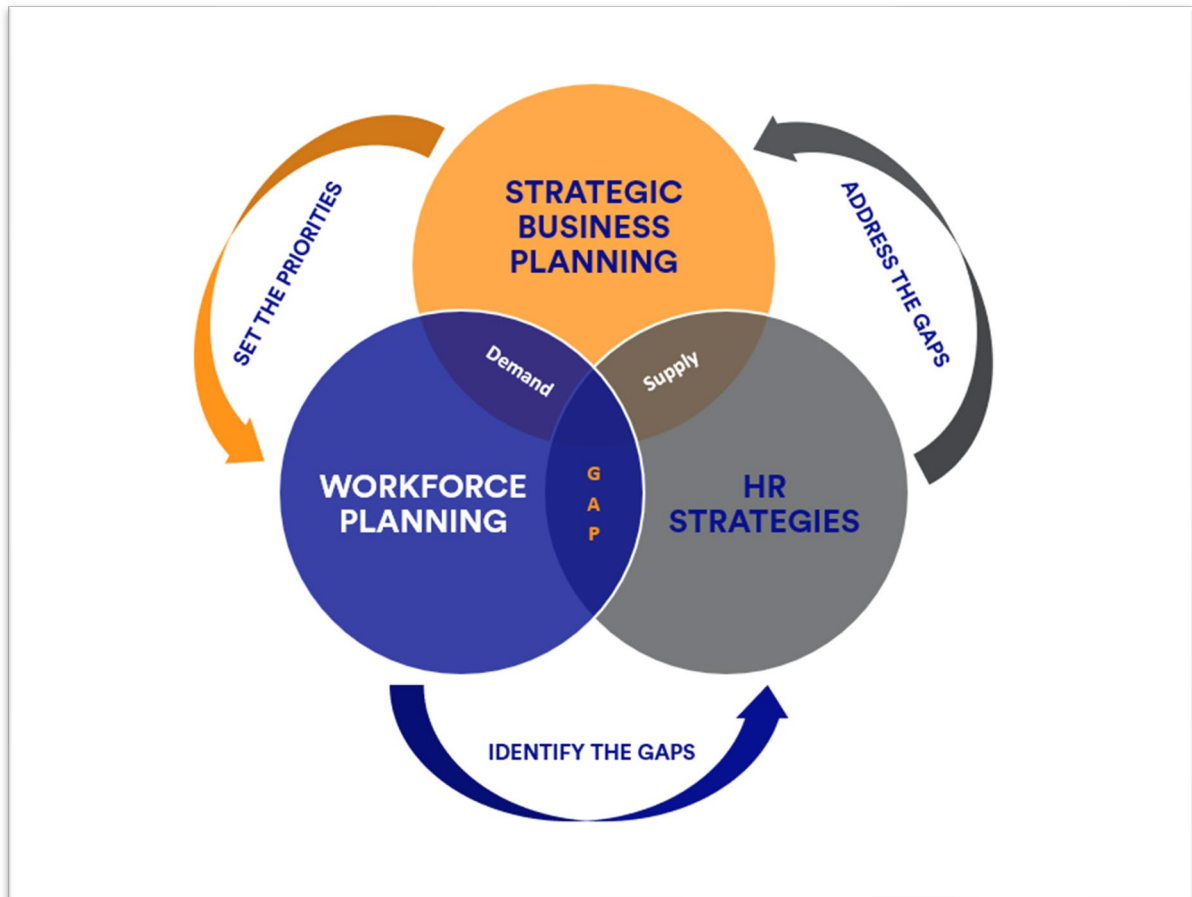 STRATEGIC
BUSINESS
PLANNING
SET THE PRIORITIES
ADDRESS THE GAPS
Demand
Supply
WORKFORCE
PLANNING
G
A
P
HR
STRATEGIES
IDENTIFY THE GAPS